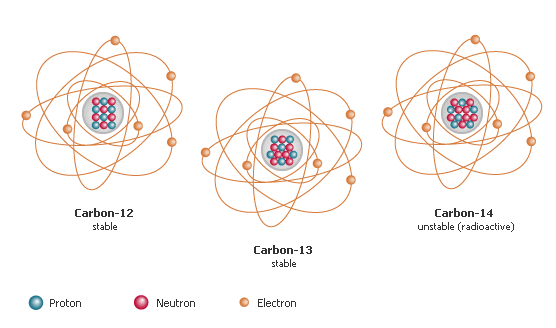 Carbon-12
stable
Carbon-13
stable
Carbon-14
unstable (radioactive)
Proton
Neutron
Electron